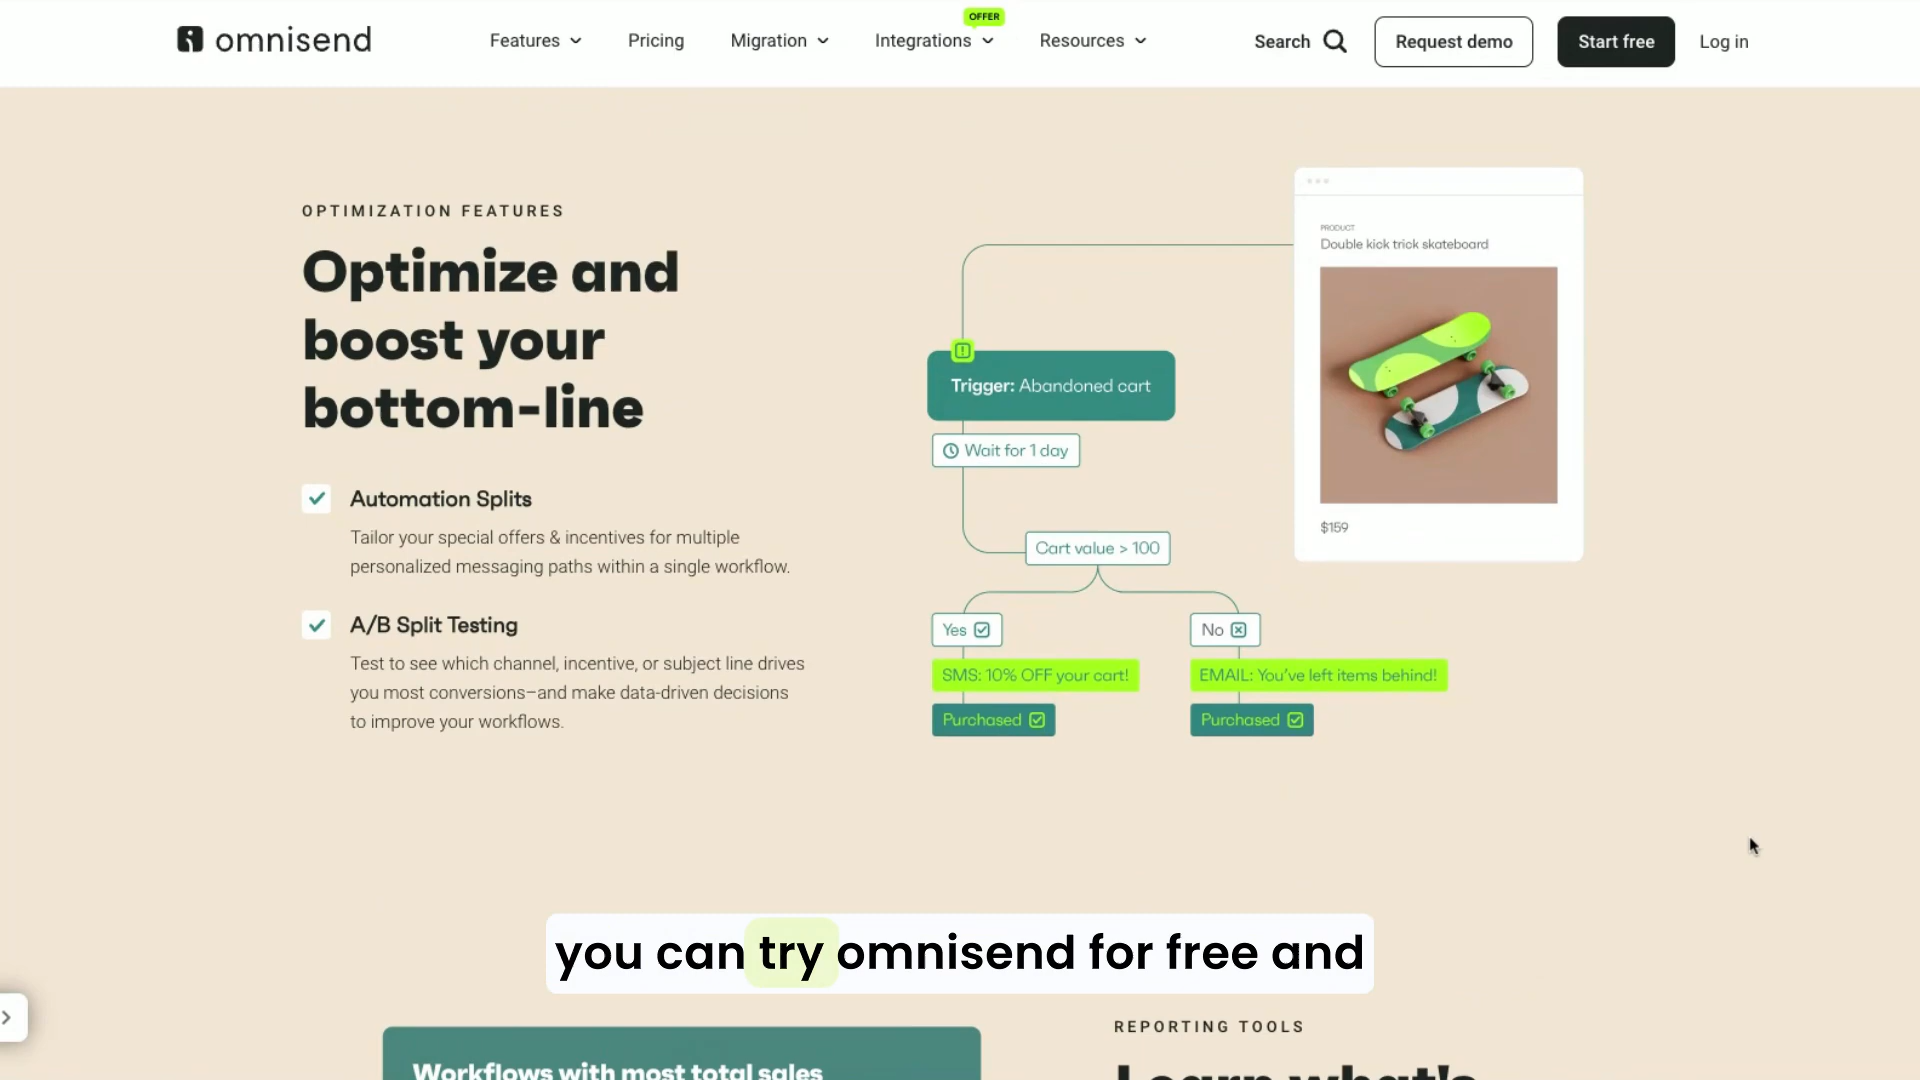 omnisend
Features
Pricing
Migration
OFFER
Integrations
Resources
Search
Request demo
Start free
Log in
OPTIMIZATION FEATURES
Optimize and
boost your
bottom-line
Automation Splits
Tailor your special offers & incentives for multiple
personalized messaging paths within a single workflow.
A/B Split Testing
Test to see which channel, incentive, or subject line drives
you most conversions–and make data-driven decisions
to improve your workflows.
PRODUCT
Double kick trick skateboard
$159
Trigger: Abandoned cart
Wait for 1 day
Cart value > 100
Yes
No
SMS: 10% OFF your cart!
EMAIL: You've left items behind!
Purchased
Purchased
you can try omnisend for free and
Workflows with most total sales
REPORTING TOOLS
Learn what's